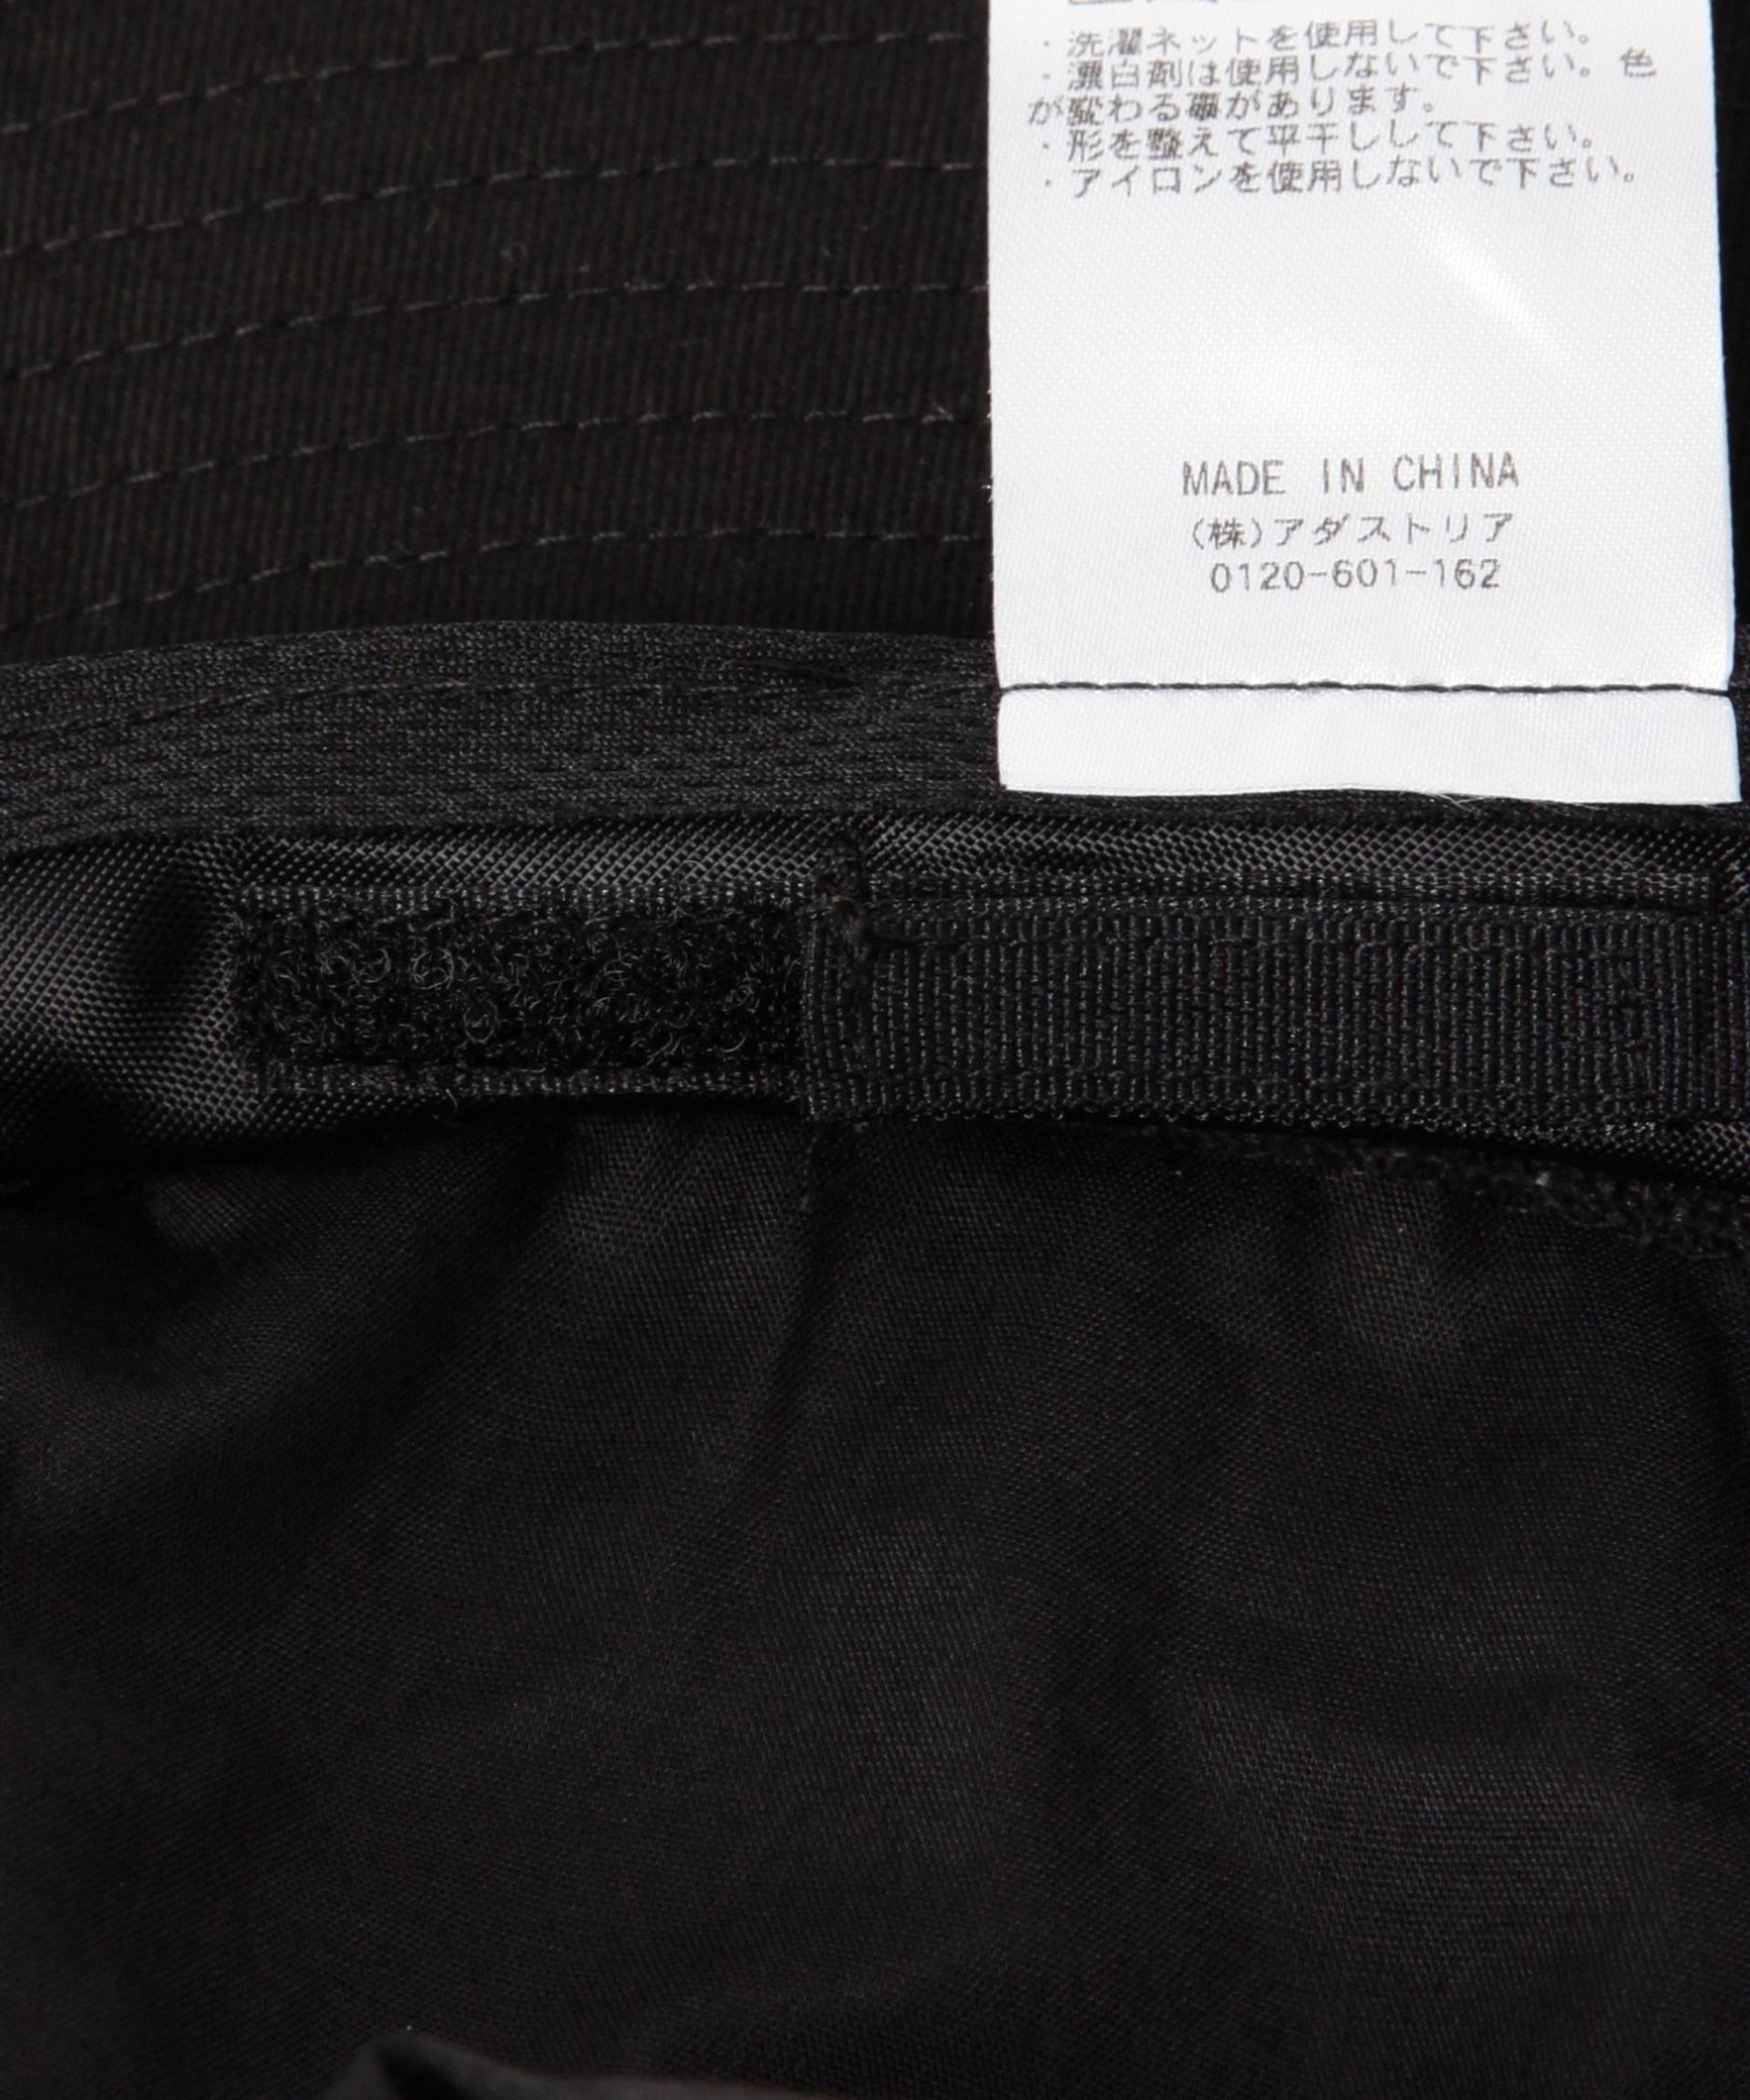 ・洗濯ネットを使用して下さい。
・漂白剤は使用しないで下さい。色
が変わる事があります。
・形を整えて平干しして下さい。
・アイロンを使用しないで下さい。
MADE IN CHINA
(株)アダストリア
0120-601-162